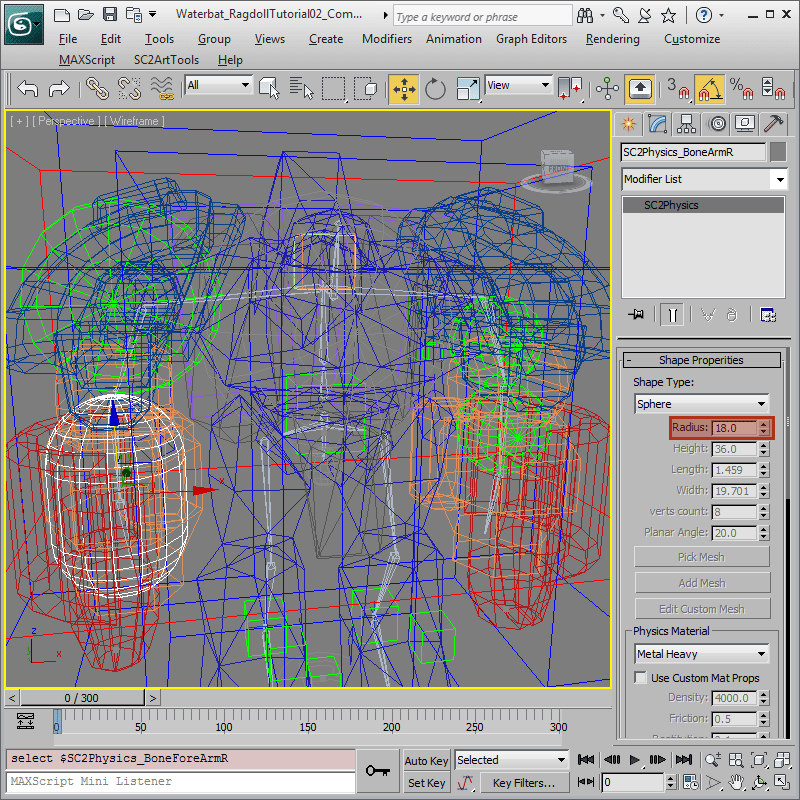 Waterbat_RagdollTutorial02_Com...
Type a keyword or phrase
File Edit Tools Group Views Create Modifiers Animation Graph Editors Rendering Customize
MAXScript SC2ArtTools Help
All
View
3
[ + ] [ Perspective ] [ Wireframe ]
FRONT
SC2Physics_BoneArmR
Modifier List
SC2Physics
- Shape Properties
Shape Type:
Sphere
Radius: 18.0
Height: 36.0
Length: 1.459
Width: 19.701
verts count: 8
Planar Angle: 20.0
Pick Mesh
Add Mesh
Edit Custom Mesh
Physics Material
Metal Heavy
Use Custom Mat Props
Density: 4000.0
Friction: 0.5
x
z
x
< 0 / 300 >
0 50 100 150 200 250 300
select $SC2Physics_BoneForeArmR
MAXScript Mini Listener
Auto Key Selected
Set Key Key Filters...
0